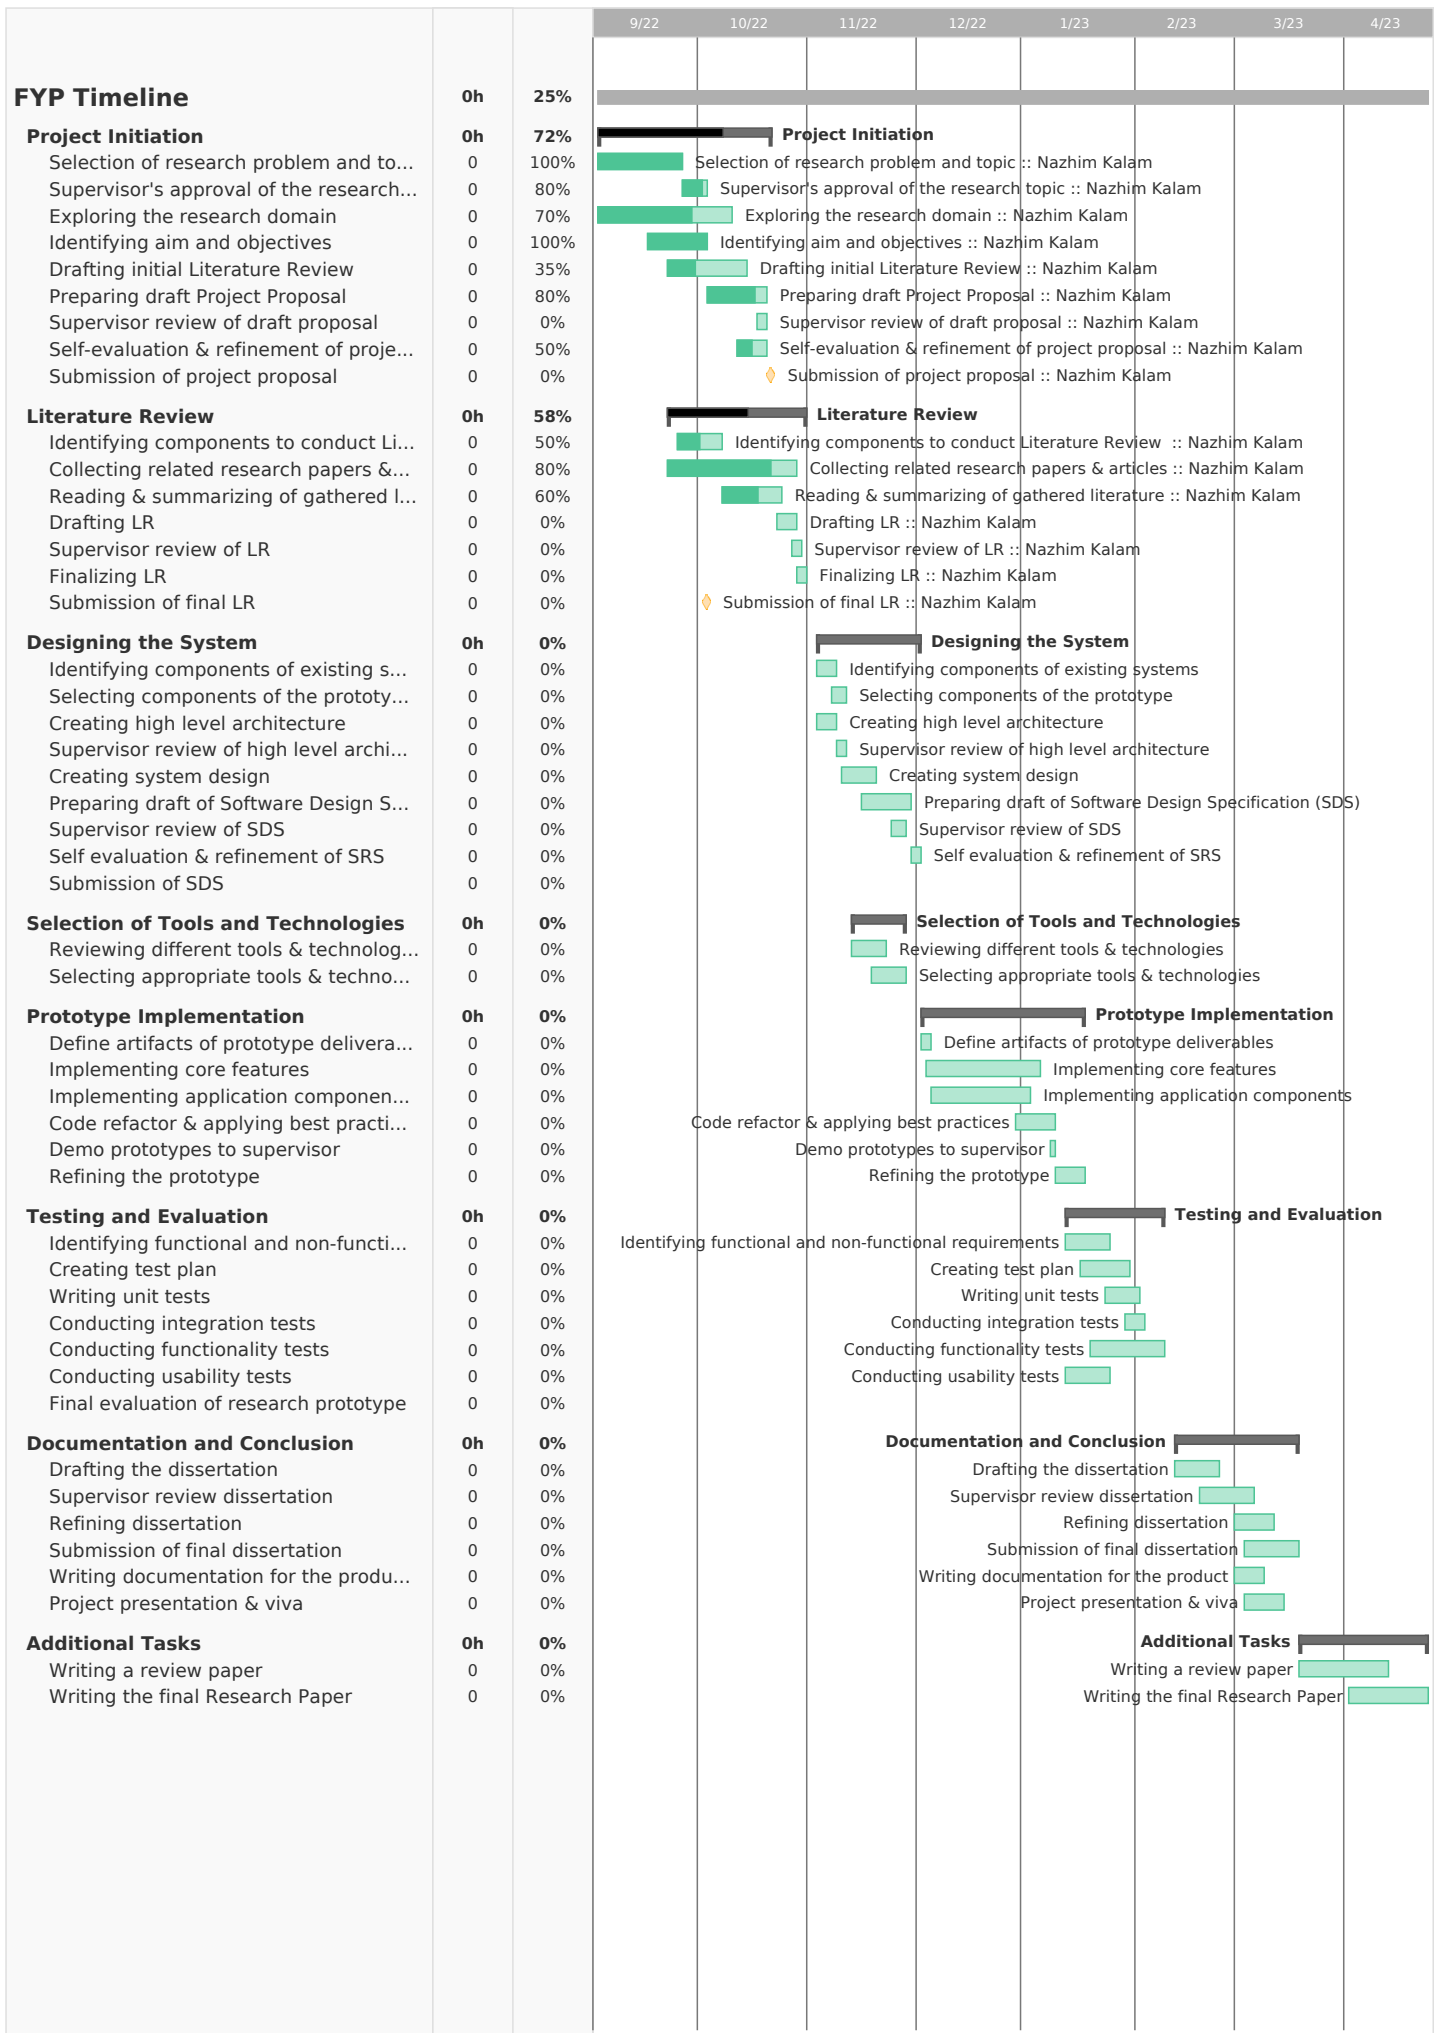 9/22 10/22 11/22 12/22 1/23 2/23 3/23 4/23
FYP Timeline 0h 25%
Project Initiation 0h 72% Project Initiation
Selection of research problem and to... 0 100% Selection of research problem and topic :: Nazhim Kalam
Supervisor's approval of the research... 0 80% Supervisor's approval of the research topic :: Nazhim Kalam
Exploring the research domain 0 70% Exploring the research domain :: Nazhim Kalam
Identifying aim and objectives 0 100% Identifying aim and objectives :: Nazhim Kalam
Drafting initial Literature Review 0 35% Drafting initial Literature Review :: Nazhim Kalam
Preparing draft Project Proposal 0 80% Preparing draft Project Proposal :: Nazhim Kalam
Supervisor review of draft proposal 0 0% Supervisor review of draft proposal :: Nazhim Kalam
Self-evaluation & refinement of proje... 0 50% Self-evaluation & refinement of project proposal :: Nazhim Kalam
Submission of project proposal 0 0% Submission of project proposal :: Nazhim Kalam
Literature Review 0h 58% Literature Review
Identifying components to conduct Li... 0 50% Identifying components to conduct Literature Review :: Nazhim Kalam
Collecting related research papers &... 0 80% Collecting related research papers & articles :: Nazhim Kalam
Reading & summarizing of gathered l... 0 60% Reading & summarizing of gathered literature :: Nazhim Kalam
Drafting LR 0 0% Drafting LR :: Nazhim Kalam
Supervisor review of LR 0 0% Supervisor review of LR :: Nazhim Kalam
Finalizing LR 0 0% Finalizing LR :: Nazhim Kalam
Submission of final LR 0 0% Submission of final LR :: Nazhim Kalam
Designing the System 0h 0% Designing the System
Identifying components of existing s... 0 0% Identifying components of existing systems
Selecting components of the prototy... 0 0% Selecting components of the prototype
Creating high level architecture 0 0% Creating high level architecture
Supervisor review of high level archi... 0 0% Supervisor review of high level architecture
Creating system design 0 0% Creating system design
Preparing draft of Software Design S... 0 0% Preparing draft of Software Design Specification (SDS)
Supervisor review of SDS 0 0% Supervisor review of SDS
Self evaluation & refinement of SRS 0 0% Self evaluation & refinement of SRS
Submission of SDS 0 0%
Selection of Tools and Technologies 0h 0% Selection of Tools and Technologies
Reviewing different tools & technolog... 0 0% Reviewing different tools & technologies
Selecting appropriate tools & techno... 0 0% Selecting appropriate tools & technologies
Prototype Implementation 0h 0% Prototype Implementation
Define artifacts of prototype delivera... 0 0% Define artifacts of prototype deliverables
Implementing core features 0 0% Implementing core features
Implementing application componen... 0 0% Implementing application components
Code refactor & applying best practi... 0 0% Code refactor & applying best practices
Demo prototypes to supervisor 0 0% Demo prototypes to supervisor
Refining the prototype 0 0% Refining the prototype
Testing and Evaluation 0h 0% Testing and Evaluation
Identifying functional and non-functi... 0 0% Identifying functional and non-functional requirements
Creating test plan 0 0% Creating test plan
Writing unit tests 0 0% Writing unit tests
Conducting integration tests 0 0% Conducting integration tests
Conducting functionality tests 0 0% Conducting functionality tests
Conducting usability tests 0 0% Conducting usability tests
Final evaluation of research prototype 0 0%
Documentation and Conclusion 0h 0% Documentation and Conclusion
Drafting the dissertation 0 0% Drafting the dissertation
Supervisor review dissertation 0 0% Supervisor review dissertation
Refining dissertation 0 0% Refining dissertation
Submission of final dissertation 0 0% Submission of final dissertation
Writing documentation for the produ... 0 0% Writing documentation for the product
Project presentation & viva 0 0% Project presentation & viva
Additional Tasks 0h 0% Additional Tasks
Writing a review paper 0 0% Writing a review paper
Writing the final Research Paper 0 0% Writing the final Research Paper